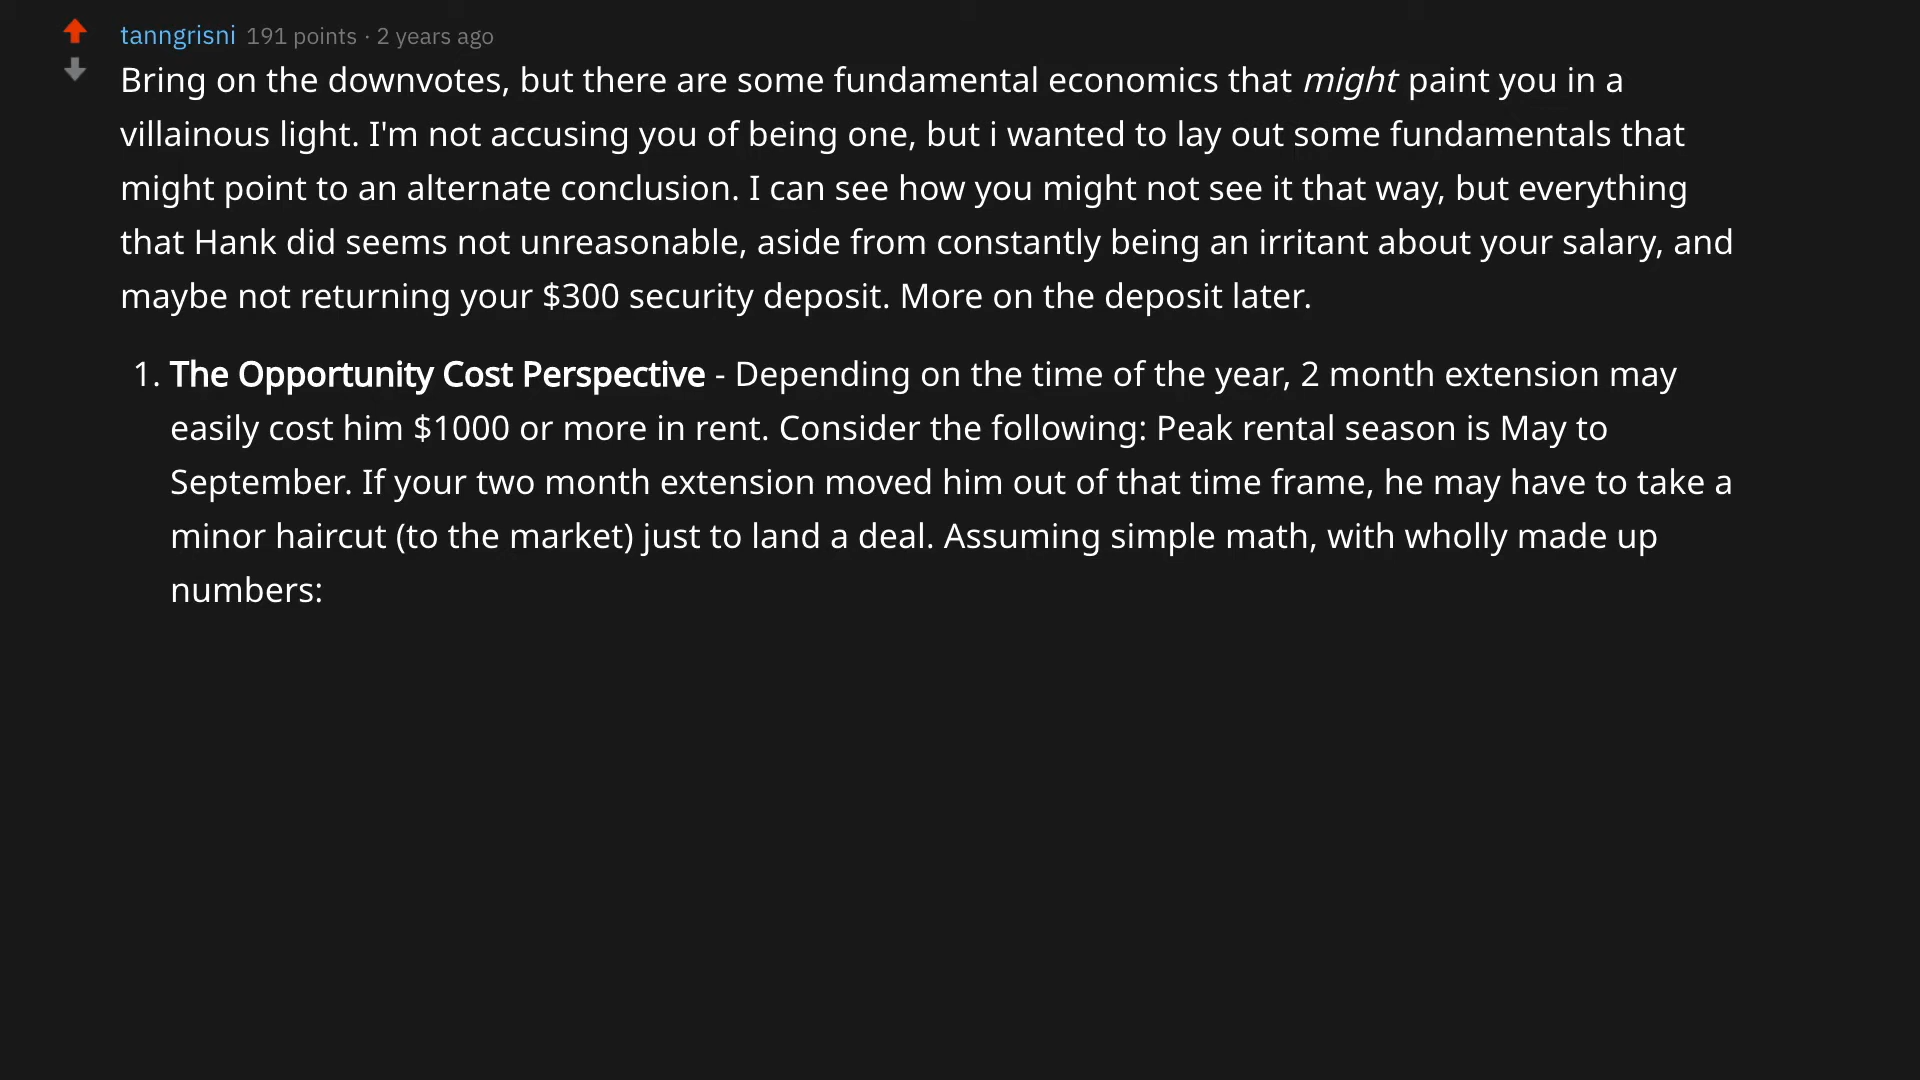 tanngrisni 191 points · 2 years ago
Bring on the downvotes, but there are some fundamental economics that might paint you in a
villainous light. I'm not accusing you of being one, but i wanted to lay out some fundamentals that
might point to an alternate conclusion. I can see how you might not see it that way, but everything
that Hank did seems not unreasonable, aside from constantly being an irritant about your salary, and
maybe not returning your $300 security deposit. More on the deposit later.
1. The Opportunity Cost Perspective - Depending on the time of the year, 2 month extension may
easily cost him $1000 or more in rent. Consider the following: Peak rental season is May to
September. If your two month extension moved him out of that time frame, he may have to take a
minor haircut (to the market) just to land a deal. Assuming simple math, with wholly made up
numbers: